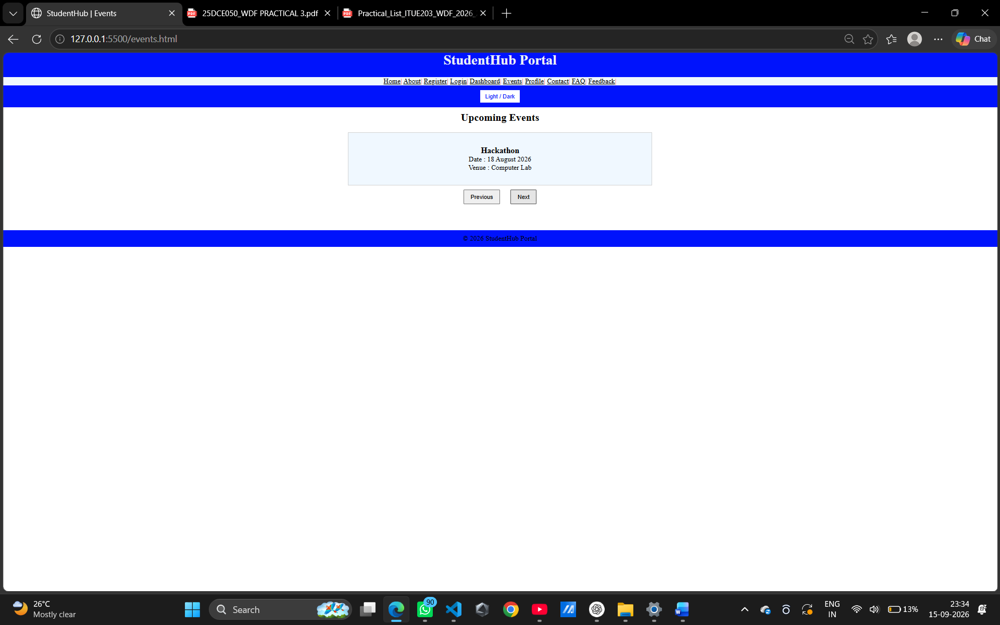 StudentHub | Events
25DCE050_WDF PRACTICAL 3.pdf
Practical_List_ITUE203_WDF_2026_
127.0.0.1:5500/events.html
Chat
StudentHub Portal
Home| About| Register| Login| Dashboard| Events| Profile| Contact| FAQ| Feedback|
Light / Dark
Upcoming Events
Hackathon
Date : 18 August 2026
Venue : Computer Lab
Previous
Next
© 2026 StudentHub Portal
26°C
Mostly clear
Search
90
ENG
IN
13%
23:34
15-09-2026